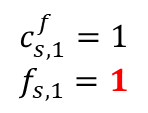 c^f_{s,1} = 1
f_{s,1} = 1